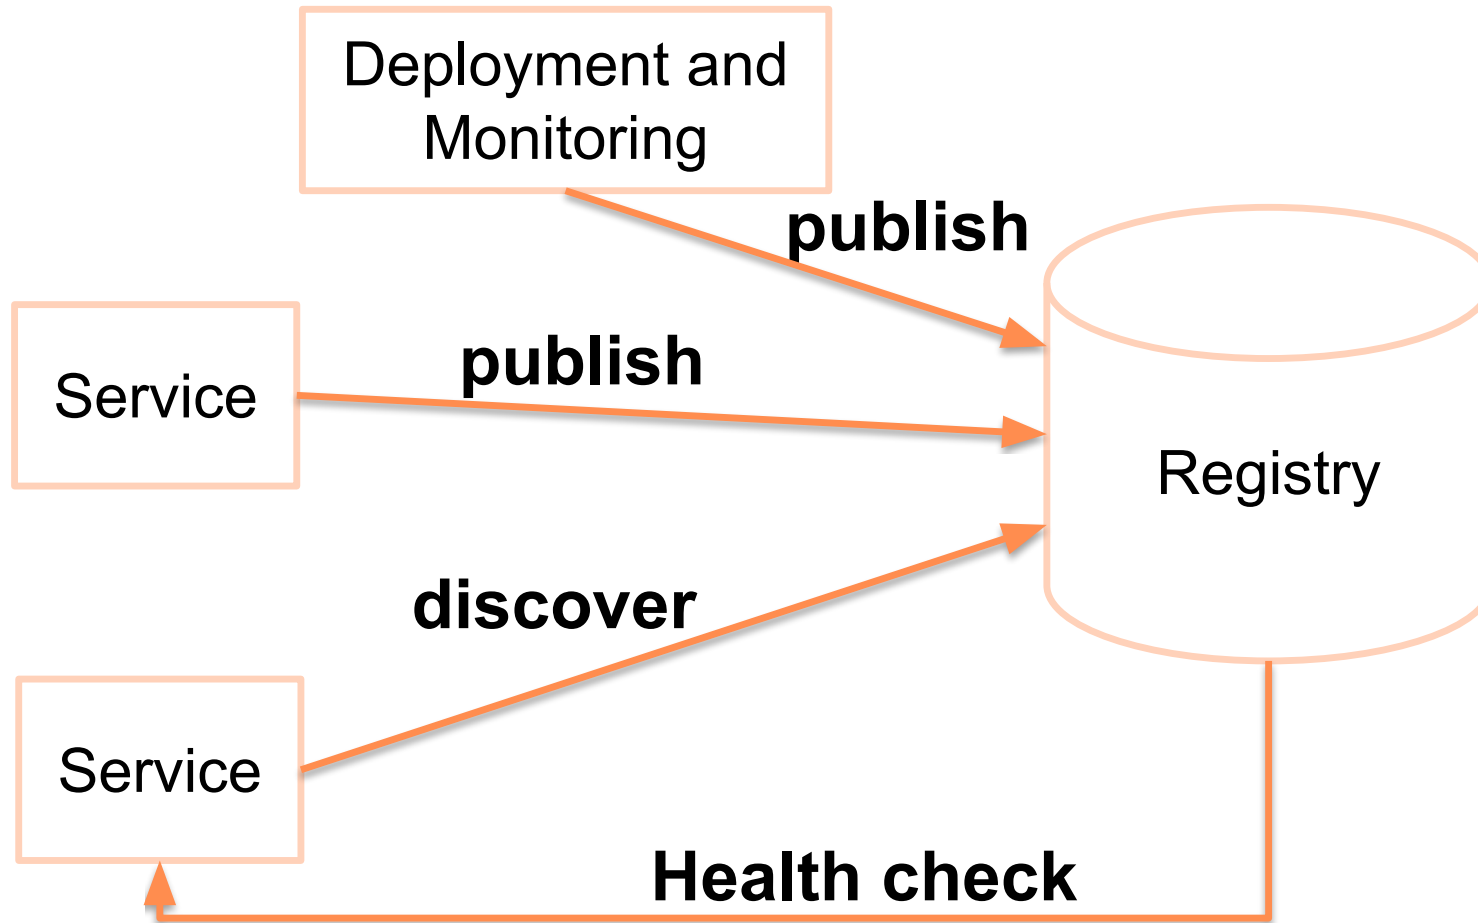 Deployment and
Monitoring
publish
publish
Service
Registry
discover
Service
Health check